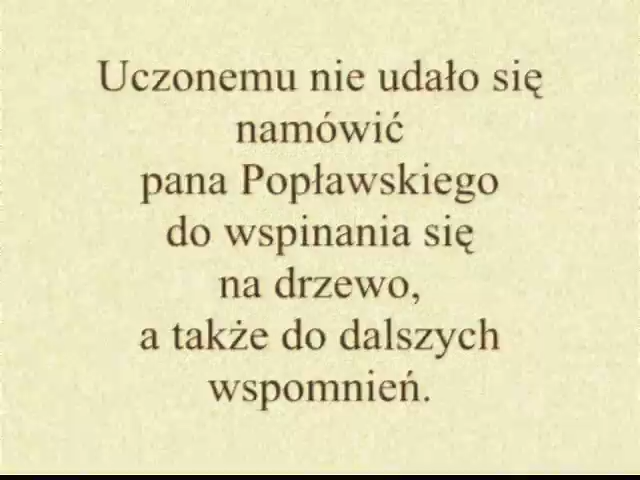 Uczonemu nie udało się
namówić
pana Popławskiego
do wspinania się
na drzewo,
a także do dalszych
wspomnień.